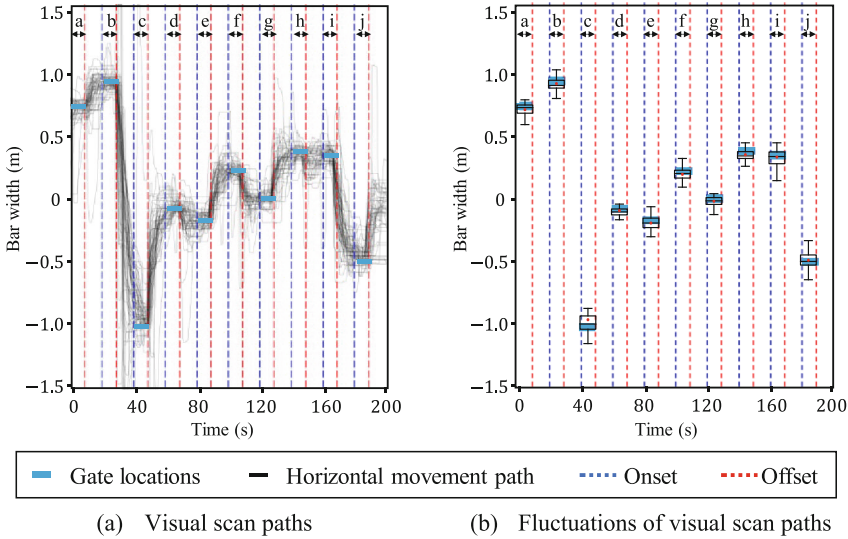 a b c d e f g h i j
1.5
1.0
0.5
0
−0.5
−1.0
−1.5
Bar width (m)
0 40 80 120 160 200
Time (s)
a b c d e f g h i j
1.5
1.0
0.5
0
−0.5
−1.0
−1.5
Bar width (m)
0 40 80 120 160 200
Time (s)
Gate locations Horizontal movement path Onset Offset
(a) Visual scan paths
(b) Fluctuations of visual scan paths